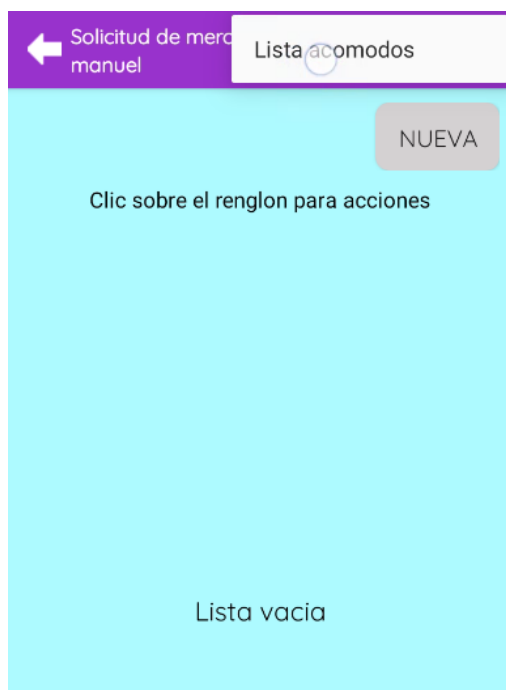 Solicitud de merc
manuel
Lista acomodos
NUEVA
Clic sobre el renglon para acciones
Lista vacia